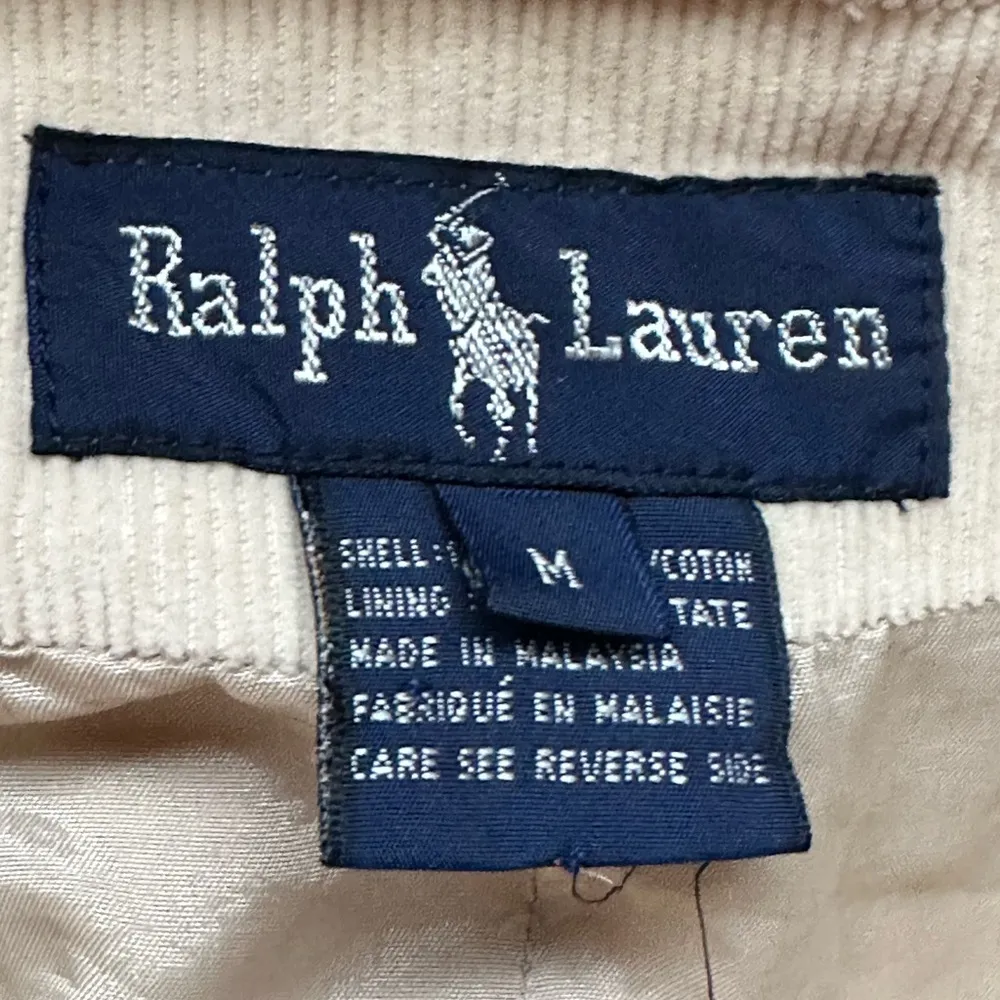 Ralph Lauren
M
SHELL: /COTON
LINING TATE
MADE IN MALAYSIA
FABRIQUÉ EN MALAISIE
CARE SEE REVERSE SIDE